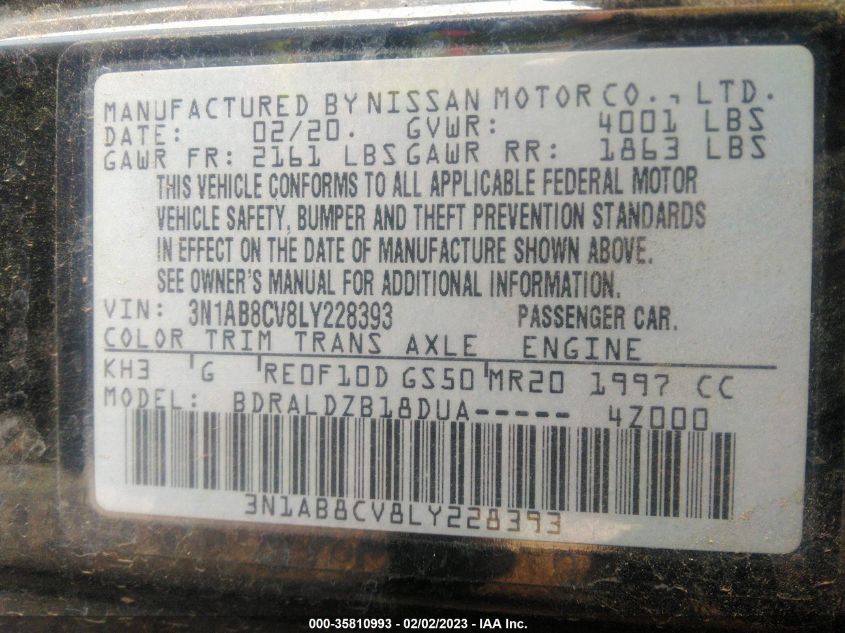 MANUFACTURED BY NISSAN MOTOR CO., LTD.
DATE: 02/20. GVWR: 4001 LBS
GAWR FR: 2161 LBS GAWR RR: 1863 LBS
THIS VEHICLE CONFORMS TO ALL APPLICABLE FEDERAL MOTOR
VEHICLE SAFETY, BUMPER AND THEFT PREVENTION STANDARDS
IN EFFECT ON THE DATE OF MANUFACTURE SHOWN ABOVE.
SEE OWNER'S MANUAL FOR ADDITIONAL INFORMATION.
VIN: 3N1AB8CV8LY228393 PASSENGER CAR.
COLOR TRIM TRANS AXLE ENGINE
KH3 'G 'RE0F10D GS50 'MR20 1997 CC
MODEL: BDRALDZB18DUA----- 4Z000
3N1AB8CV8LY228393
000-35810993 - 02/02/2023 - IAA Inc.